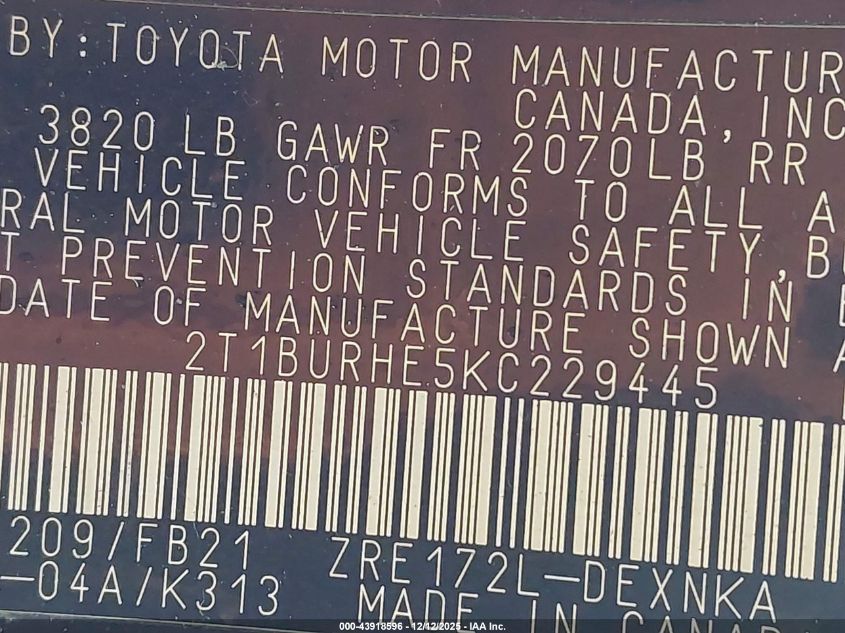 BY: TOYOTA MOTOR MANUFACTUR
CANADA, INC
3820 LB GAWR FR 2070LB RR
VEHICLE CONFORMS TO ALL A
RAL MOTOR VEHICLE SAFETY, B
T PREVENTION STANDARDS IN E
DATE OF MANUFACTURE SHOWN A
2T1BURHE5KC229445
209/FB21 ZRE172L-DEXNKA
-04A/K313 MADE IN CANAD
000-43918596 - 12/12/2025 - IAA Inc.